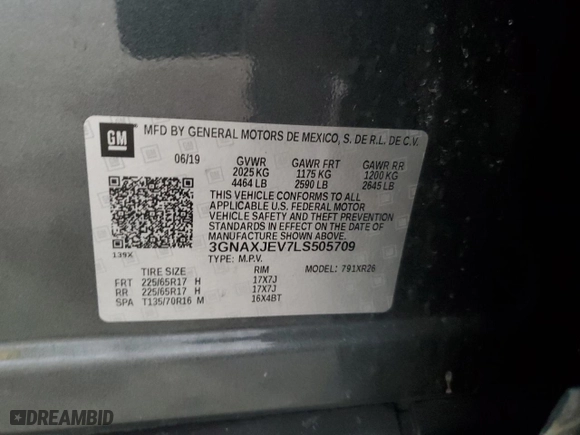 GM
MFD BY GENERAL MOTORS DE MEXICO, S. DE R.L. DE C.V.
06/19 GVWR GAWR FRT GAWR RR
2025 KG 1175 KG 1200 KG
4464 LB 2590 LB 2645 LB
THIS VEHICLE CONFORMS TO ALL
APPLICABLE U.S. FEDERAL MOTOR
VEHICLE SAFETY AND THEFT PREVENTION
STANDARDS IN EFFECT ON THE DATE OF
MANUFACTURE SHOWN ABOVE.
139X
3GNAXJEV7LS505709
TYPE: M.P.V.
TIRE SIZE RIM MODEL: 791XR26
FRT 225/65R17 H 17X7J
RR 225/65R17 H 17X7J
SPA T135/70R16 M 16X4BT
DREAMBID